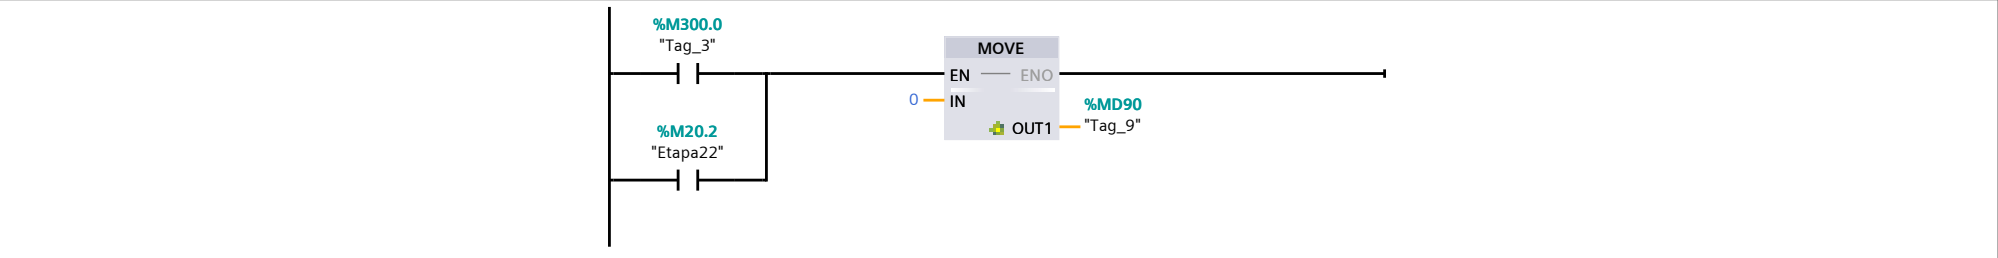 %M300.0
"Tag_3"
MOVE
EN
ENO
0
IN
%MD90
OUT1
"Tag_9"
%M20.2
"Etapa22"